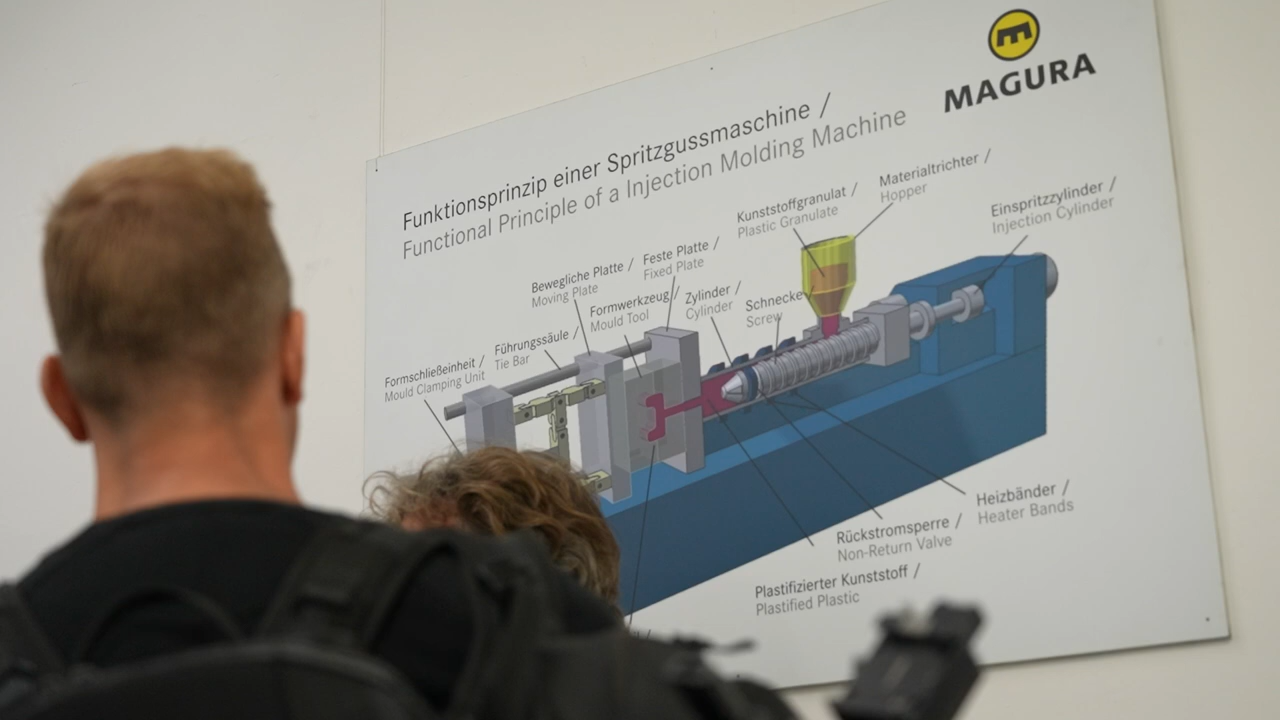 MAGURA
Funktionsprinzip einer Spritzgussmaschine /
Functional Principle of a Injection Molding Machine
Materialtrichter /
Hopper
Kunststoffgranulat /
Plastic Granulate
Einspritzzylinder /
Injection Cylinder
Feste Platte /
Fixed Plate
Bewegliche Platte /
Moving Plate
Formwerkzeug /
Mould Tool
Zylinder /
Cylinder
Schnecke
Screw
Führungssäule /
Tie Bar
Formschließeinheit /
Mould Clamping Unit
Heizbänder /
Heater Bands
Rückstromsperre /
Non-Return Valve
Plastifizierter Kunststoff /
Plastified Plastic